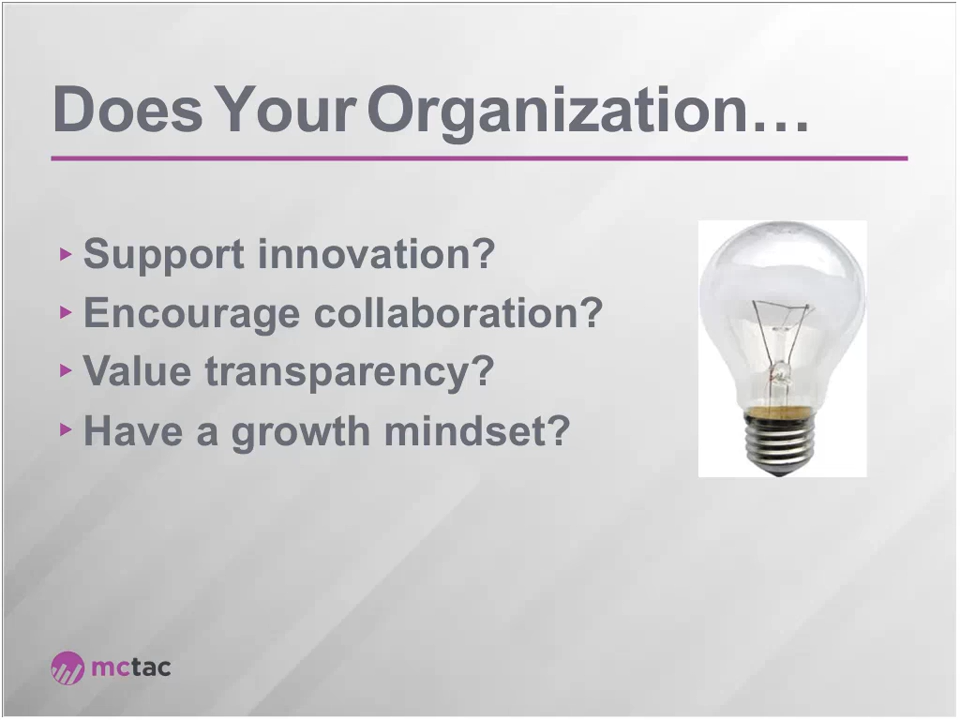 Does Your Organization…
Support innovation?
Encourage collaboration?
Value transparency?
Have a growth mindset?
mctac